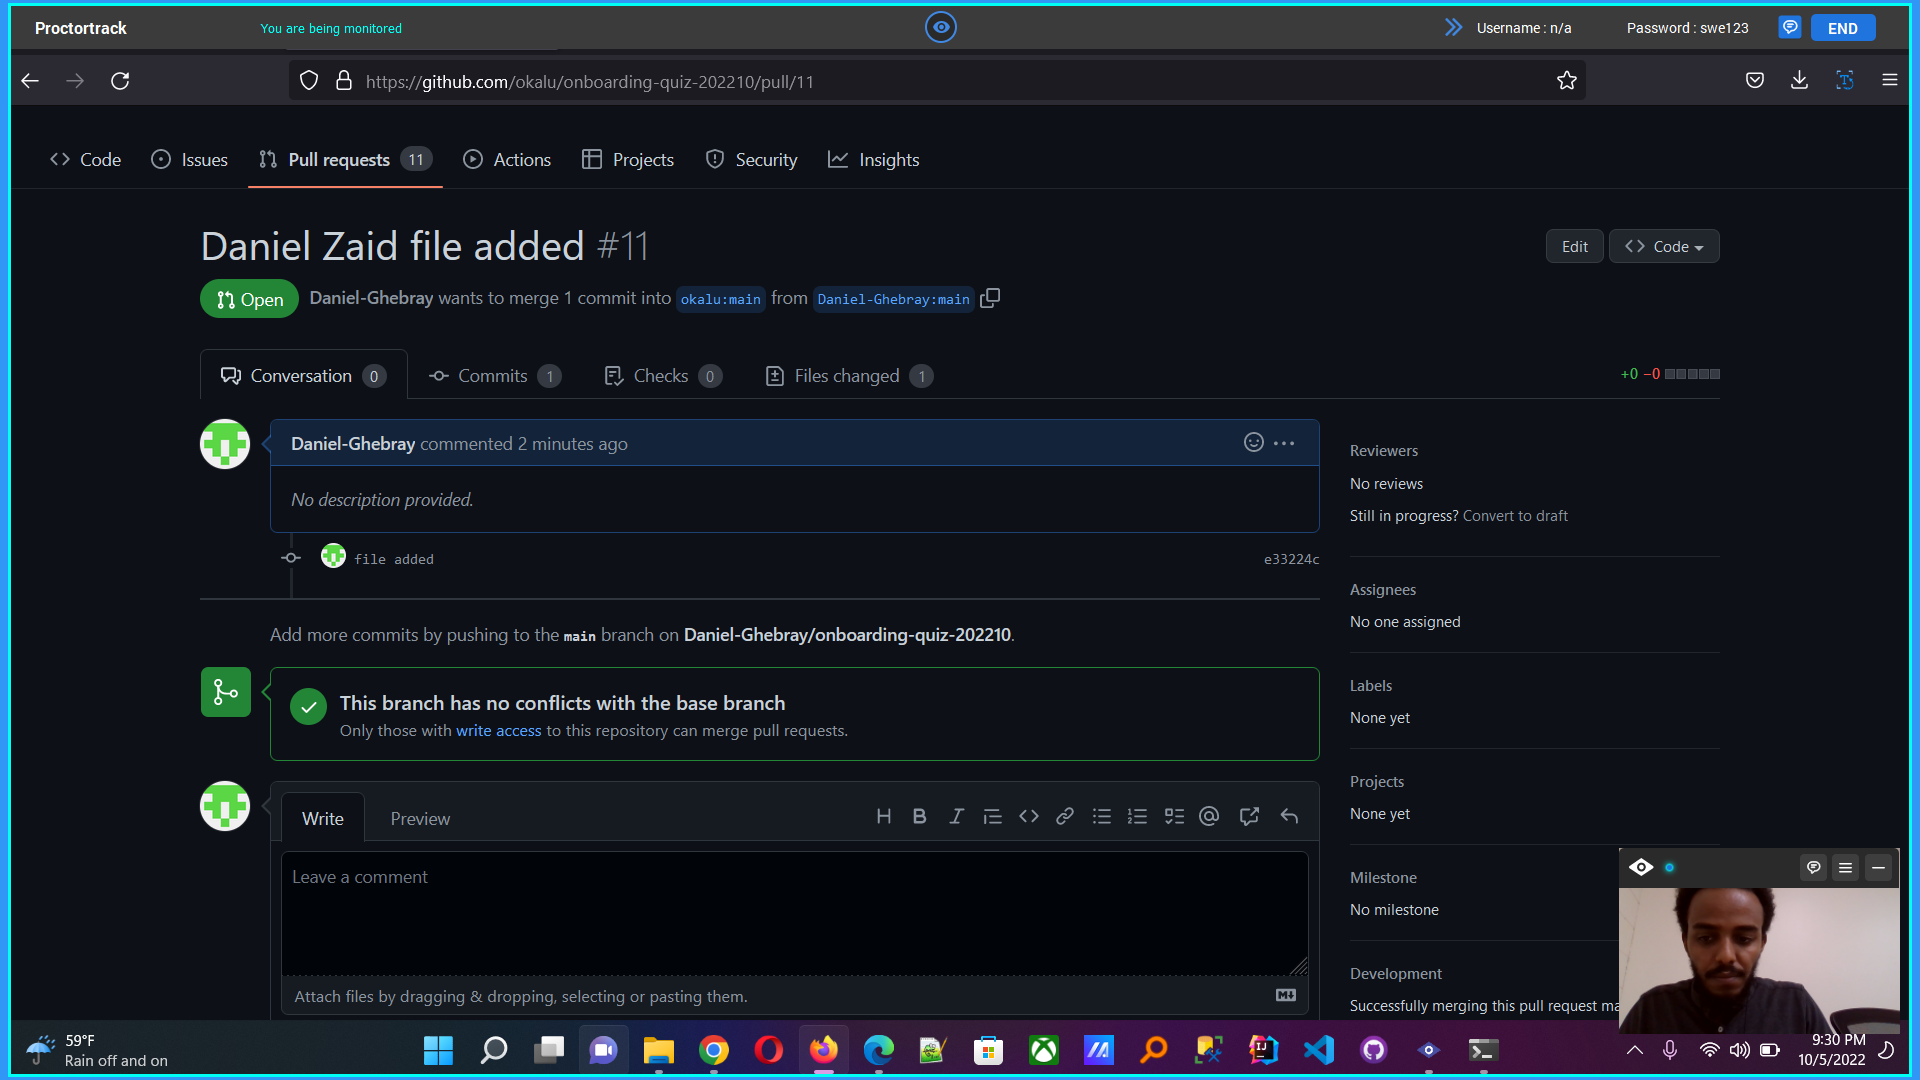 Proctortrack
You are being monitored
Username : n/a
Password : swe123
END
https://github.com/okalu/onboarding-quiz-202210/pull/11
Code
Issues
Pull requests 11
Actions
Projects
Security
Insights
Daniel Zaid file added #11
Edit
Code
Open
Daniel-Ghebray wants to merge 1 commit into okalu:main from Daniel-Ghebray:main
Conversation 0
Commits 1
Checks 0
Files changed 1
+0 −0
Daniel-Ghebray commented 2 minutes ago
No description provided.
file added
e33224c
Add more commits by pushing to the main branch on Daniel-Ghebray/onboarding-quiz-202210.
This branch has no conflicts with the base branch
Only those with write access to this repository can merge pull requests.
Write
Preview
Leave a comment
Attach files by dragging & dropping, selecting or pasting them.
Reviewers
No reviews
Still in progress? Convert to draft
Assignees
No one assigned
Labels
None yet
Projects
None yet
Milestone
No milestone
Development
Successfully merging this pull request ma
59°F
Rain off and on
9:30 PM
10/5/2022